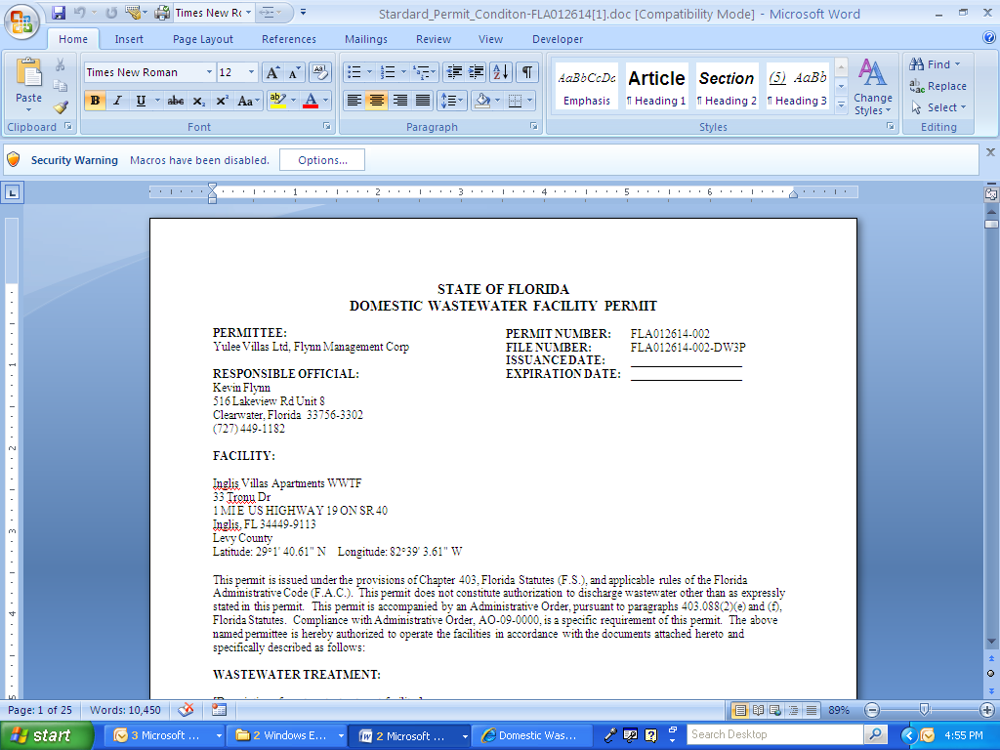 Times New Ro
Stardard_Permit_Conditon-FLA012614[1].doc [Compatibility Mode] - Microsoft Word
Home Insert Page Layout References Mailings Review View Developer
Paste
Clipboard
Times New Roman 12
B I U abc x₂ x² Aa
ab A
Font
Paragraph
AaBbCcDc Article Section (5) AaBb
Emphasis ¶ Heading 1 ¶ Heading 2 ¶ Heading 3
Change Styles
Styles
Find
Replace
Select
Editing
Security Warning Macros have been disabled. Options...
1 2 3 4 5 6
STATE OF FLORIDA
DOMESTIC WASTEWATER FACILITY PERMIT
PERMITTEE:
Yulee Villas Ltd, Flynn Management Corp
PERMIT NUMBER: FLA012614-002
FILE NUMBER: FLA012614-002-DW3P
ISSUANCE DATE:
EXPIRATION DATE:
RESPONSIBLE OFFICIAL:
Kevin Flynn
516 Lakeview Rd Unit 8
Clearwater, Florida 33756-3302
(727) 449-1182
FACILITY:
Inglis Villas Apartments WWTF
33 Tronu Dr
1 MI E US HIGHWAY 19 ON SR 40
Inglis, FL 34449-9113
Levy County
Latitude: 29°1' 40.61" N Longitude: 82°39' 3.61" W
This permit is issued under the provisions of Chapter 403, Florida Statutes (F.S.), and applicable rules of the Florida
Administrative Code (F.A.C.). This permit does not constitute authorization to discharge wastewater other than as expressly
stated in this permit. This permit is accompanied by an Administrative Order, pursuant to paragraphs 403.088(2)(e) and (f),
Florida Statutes. Compliance with Administrative Order, AO-09-0000, is a specific requirement of this permit. The above
named permittee is hereby authorized to operate the facilities in accordance with the documents attached hereto and
specifically described as follows:
WASTEWATER TREATMENT:
Page: 1 of 25 Words: 10,450 89%
start 3 Microsoft ... 2 Windows E... 2 Microsoft ... Domestic Was... Search Desktop 4:55 PM